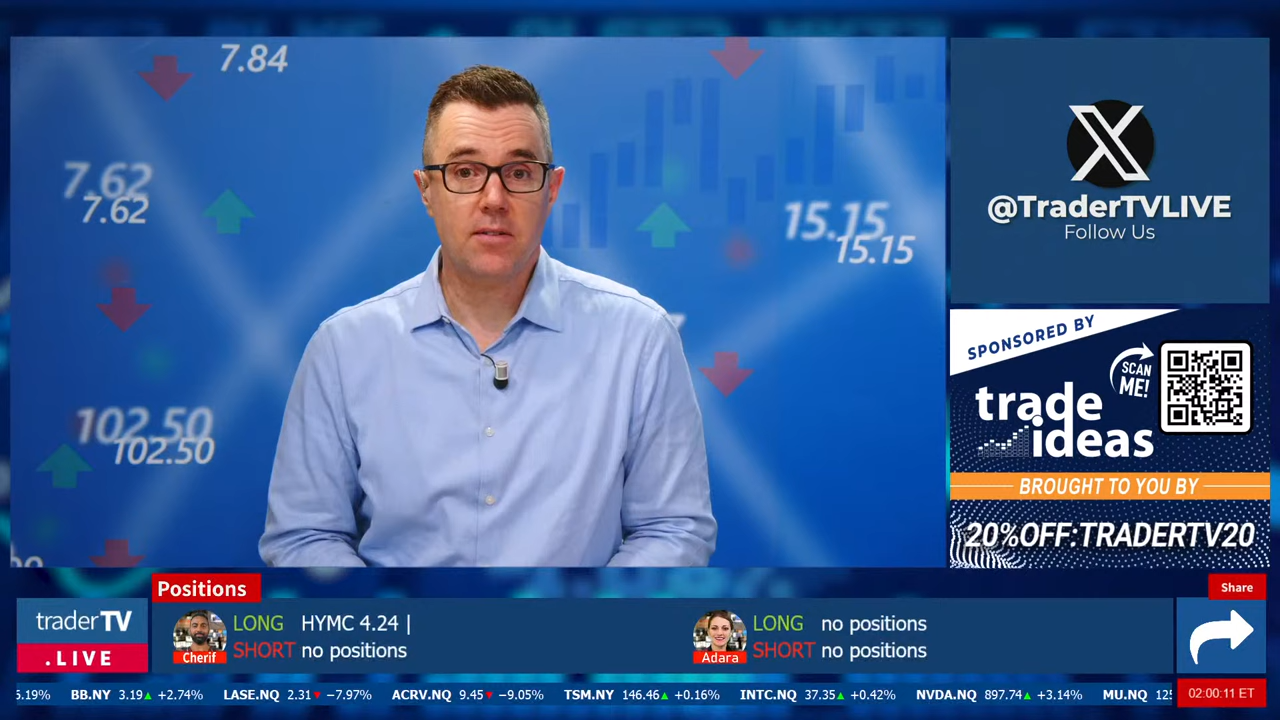 7.84
7.62
7.62
15.15
15.15
102.50
102.50
@TraderTVLIVE
Follow Us
SPONSORED BY
SCAN
ME!
trade
ideas
BROUGHT TO YOU BY
20%OFF:TRADERTV20
Positions
Share
traderTV
.LIVE
Cherif
LONG HYMC 4.24 |
SHORT no positions
Adara
LONG no positions
SHORT no positions
5.19% BB.NY 3.19▲ +2.74% LASE.NQ 2.31▼ −7.97% ACRV.NQ 9.45▼ −9.05% TSM.NY 146.46▲ +0.16% INTC.NQ 37.35▲ +0.42% NVDA.NQ 897.74▲ +3.14% MU.NQ
02:00:11 ET